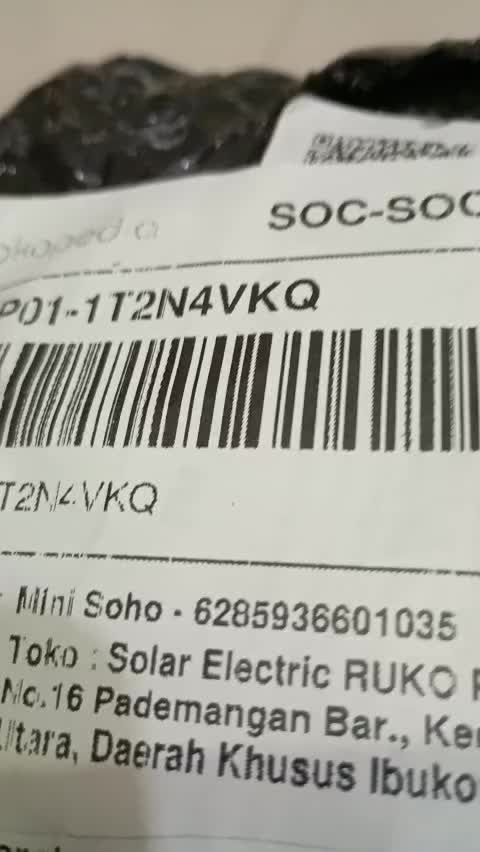 SOC-SOC
P01-1T2N4VKQ
T2N4VKQ
Mini Soho - 6285936601035
Toko : Solar Electric RUKO
No.16 Pademangan Bar., Ke
Utara, Daerah Khusus Ibuko